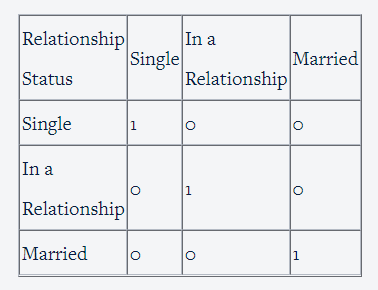 Relationship Status Single In a Relationship Married
Single 1 0 0
In a Relationship 0 1 0
Married 0 0 1